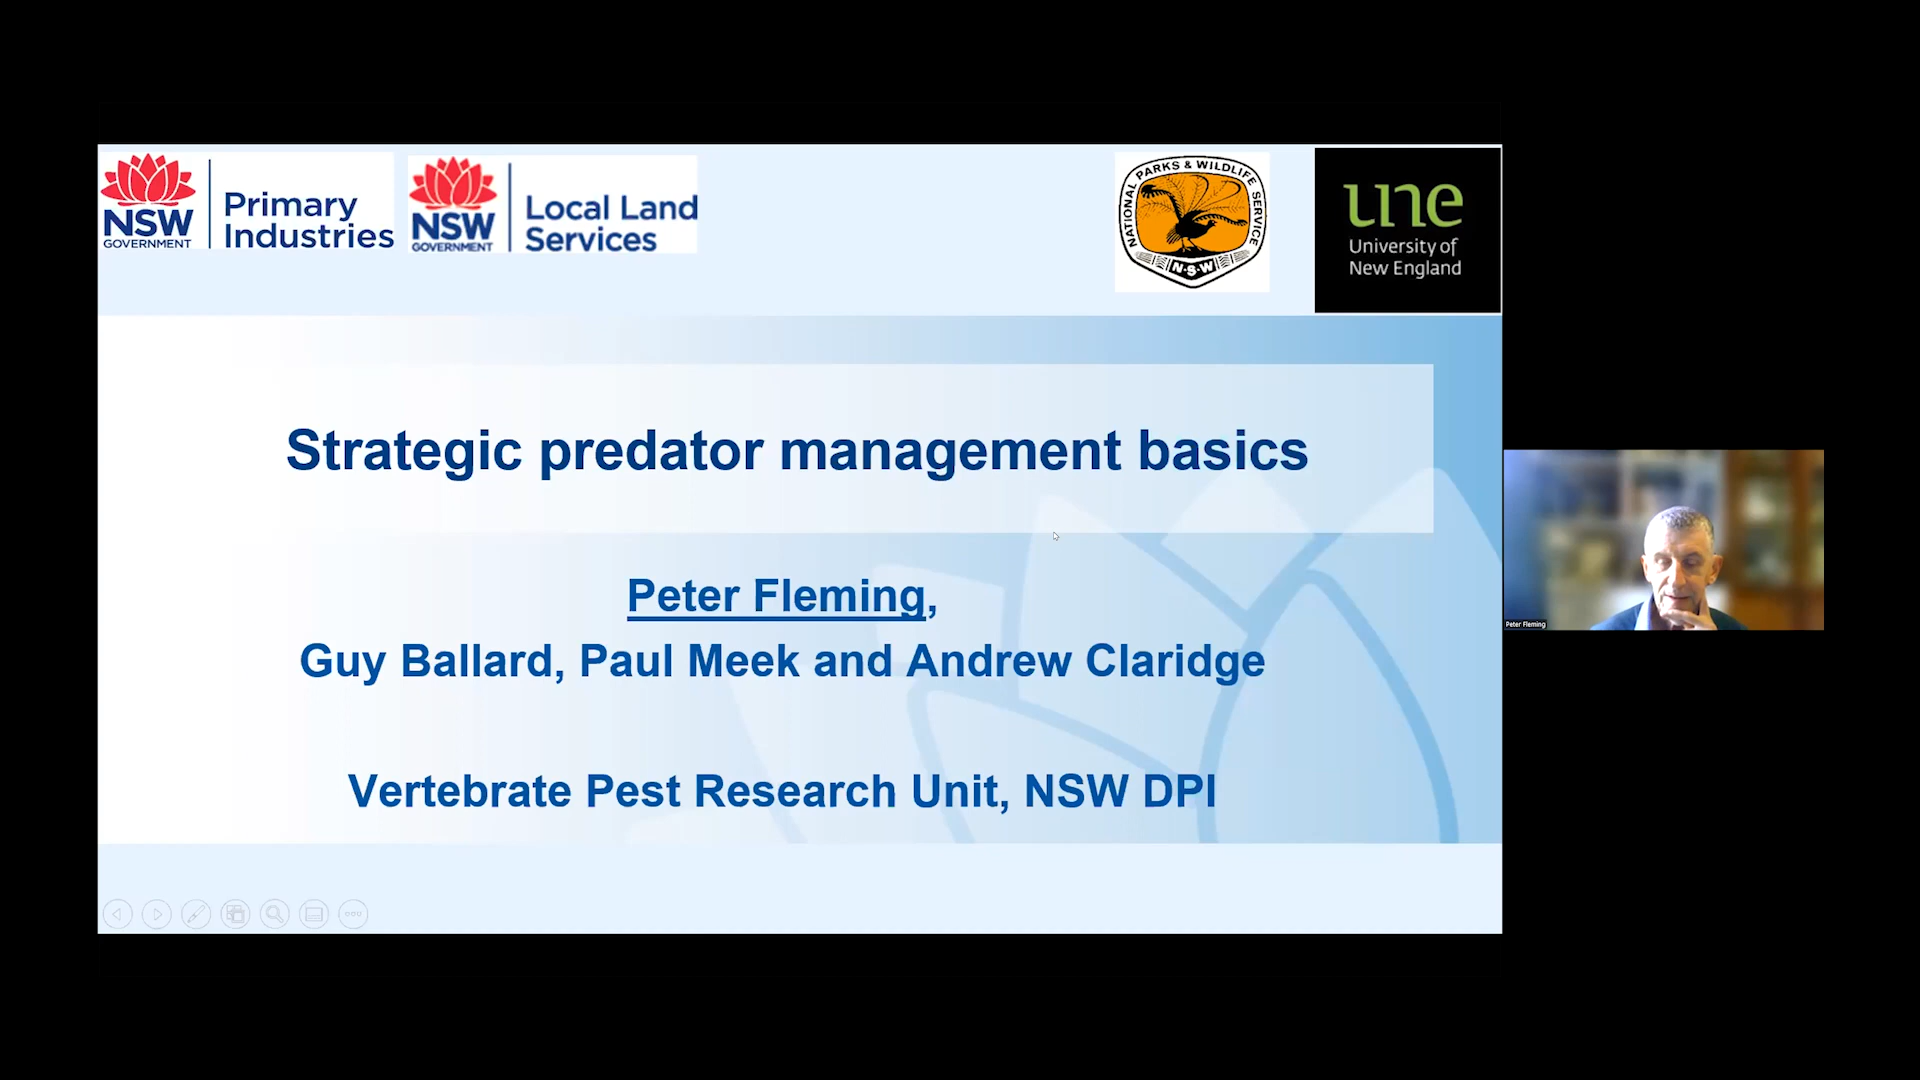 NSW
GOVERNMENT
Primary
Industries
NSW
GOVERNMENT
Local Land
Services
NATIONAL PARKS & WILDLIFE SERVICE
N·S·W
une
University of
New England
Strategic predator management basics
Peter Fleming,
Guy Ballard, Paul Meek and Andrew Claridge
Vertebrate Pest Research Unit, NSW DPI
Peter Fleming